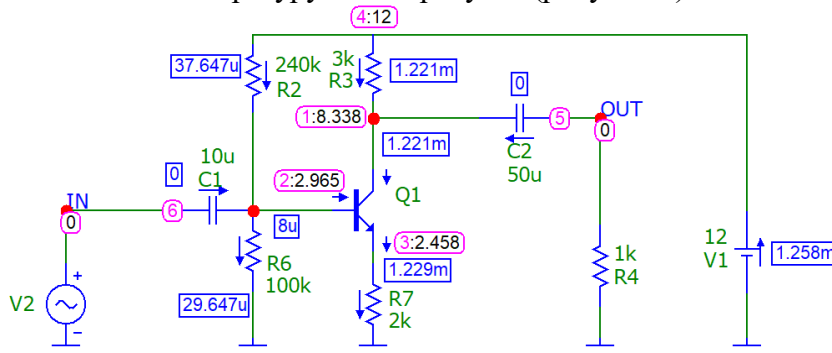 4:12
37.647u
240k
R2
3k
R3
1.221m
1:8.338
0
OUT
5
0
1.221m
C2
50u
10u
0
C1
2:2.965
Q1
IN
6
0
8u
3:2.458
12
V1
1.258m
R6
100k
1.229m
1k
R4
V2
+
−
29.647u
R7
2k